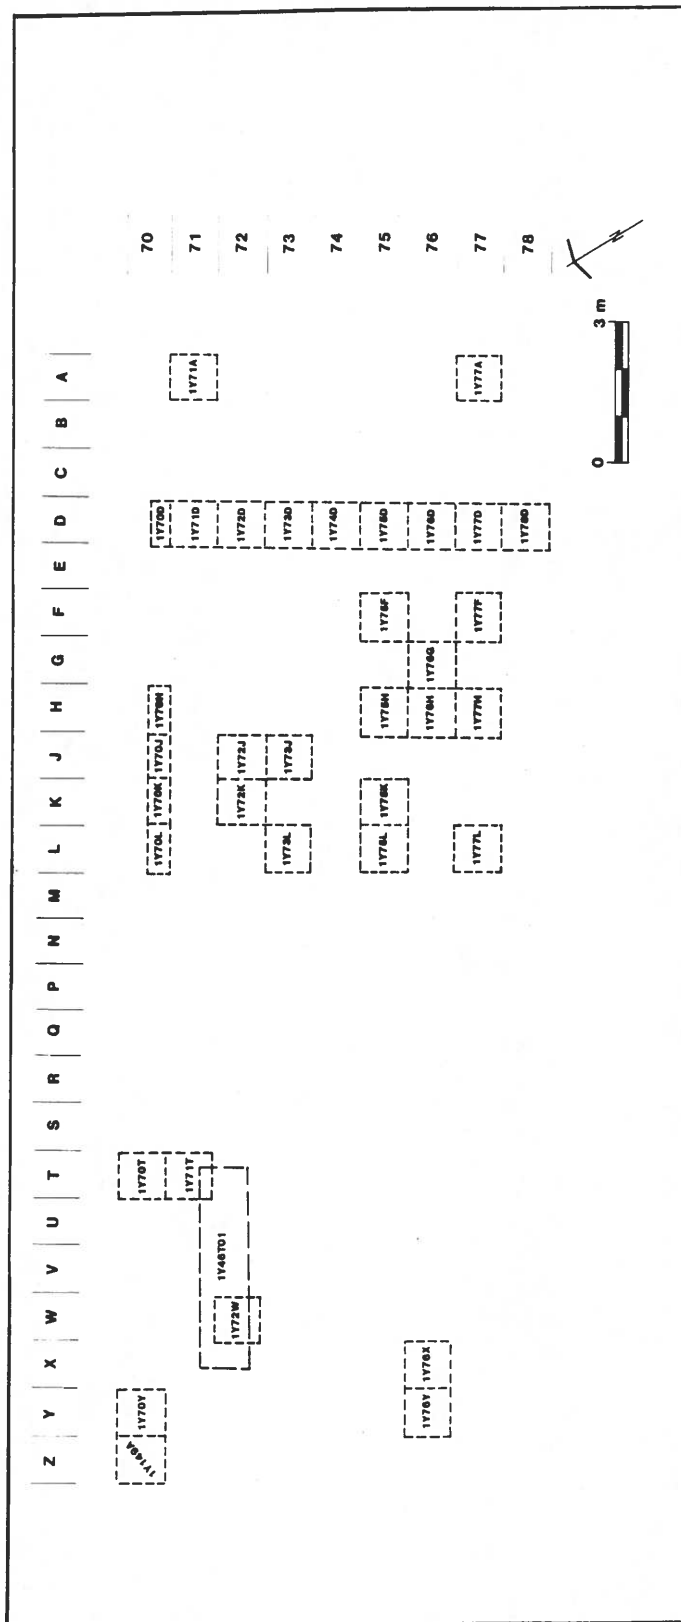 Z Y X W V U T S R Q P N M L K J H G F E D C B A
1Y149A 1Y70Y 1Y70T 1Y70L 1Y70K 1Y70J 1Y70H 1Y70D 70
1Y71T 1Y71D 1Y71A 71
1Y72W 1Y46T01 1Y72K 1Y72J 1Y72D 72
1Y73L 1Y73J 1Y73D 73
1Y74D 74
1Y75L 1Y75K 1Y75H 1Y75F 1Y75D 75
1Y76Y 1Y76X 1Y76H 1Y76G 1Y76D 76
1Y77L 1Y77H 1Y77F 1Y77D 1Y77A 77
1Y78D 78
N
0 3 m